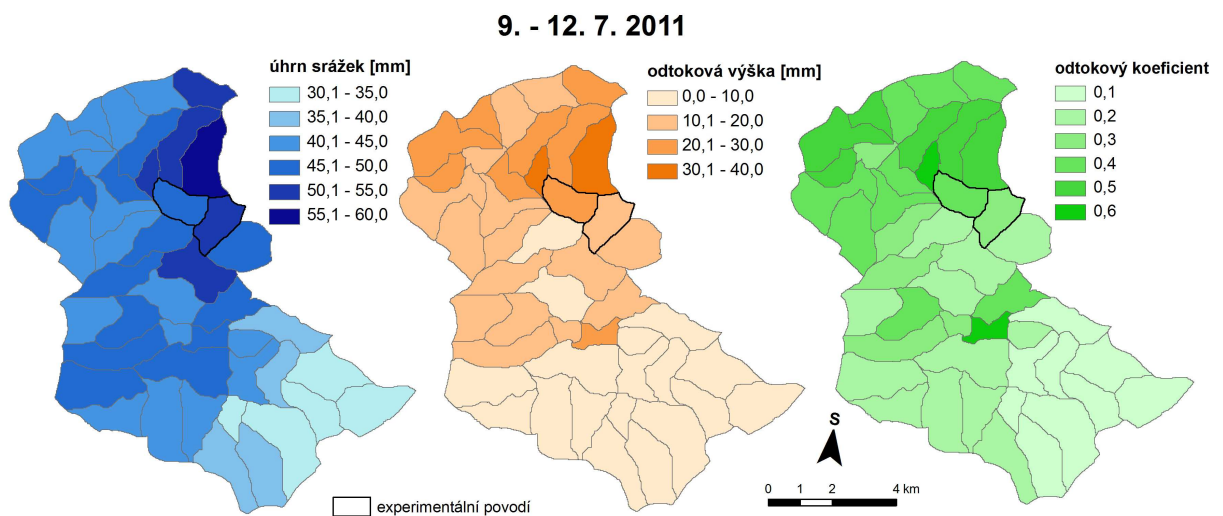 9. - 12. 7. 2011
úhrn srážek [mm]
30,1 - 35,0
35,1 - 40,0
40,1 - 45,0
45,1 - 50,0
50,1 - 55,0
55,1 - 60,0
odtoková výška [mm]
0,0 - 10,0
10,1 - 20,0
20,1 - 30,0
30,1 - 40,0
odtokový koeficient
0,1
0,2
0,3
0,4
0,5
0,6
experimentální povodí
S
0 1 2 4 km